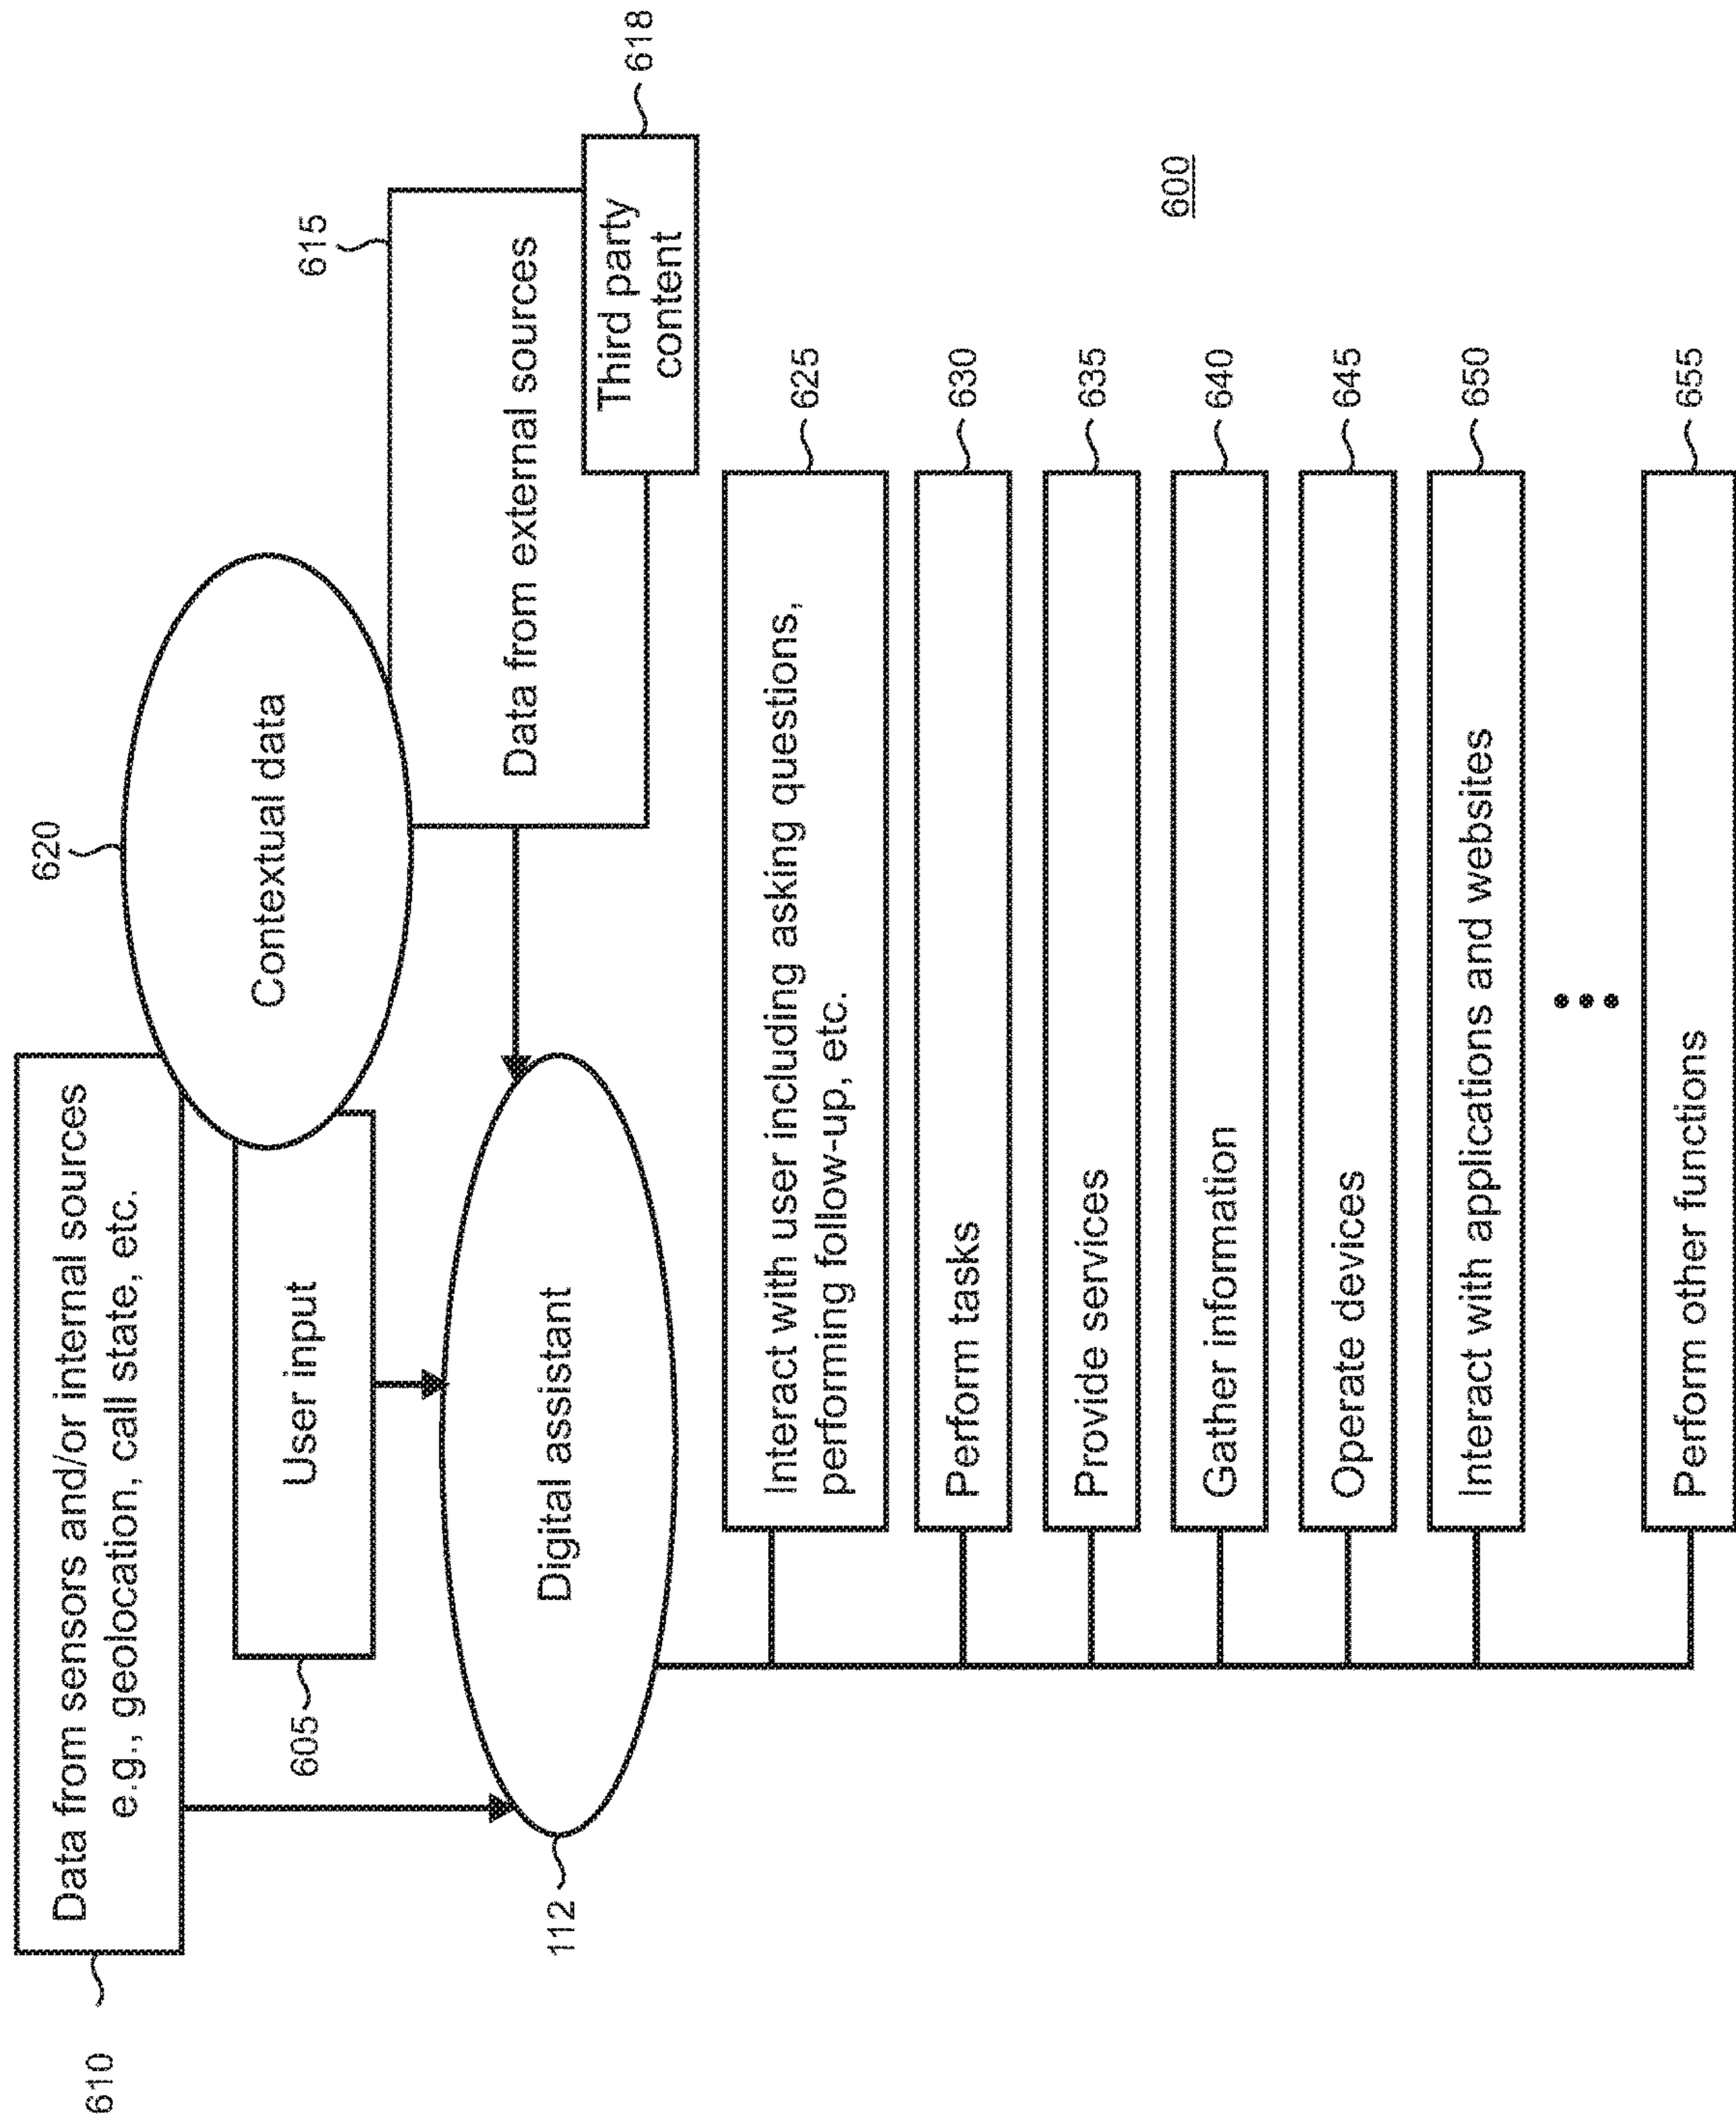 610
Data from sensors and/or internal sources
e.g., geolocation, call state, etc.
620
Contextual data
605
User input
615
Data from external sources
618
Third party
content
112
Digital assistant
Interact with user including asking questions,
performing follow-up, etc.
625
Perform tasks
630
Provide services
635
Gather information
640
Operate devices
645
Interact with applications and websites
650
Perform other functions
655
600